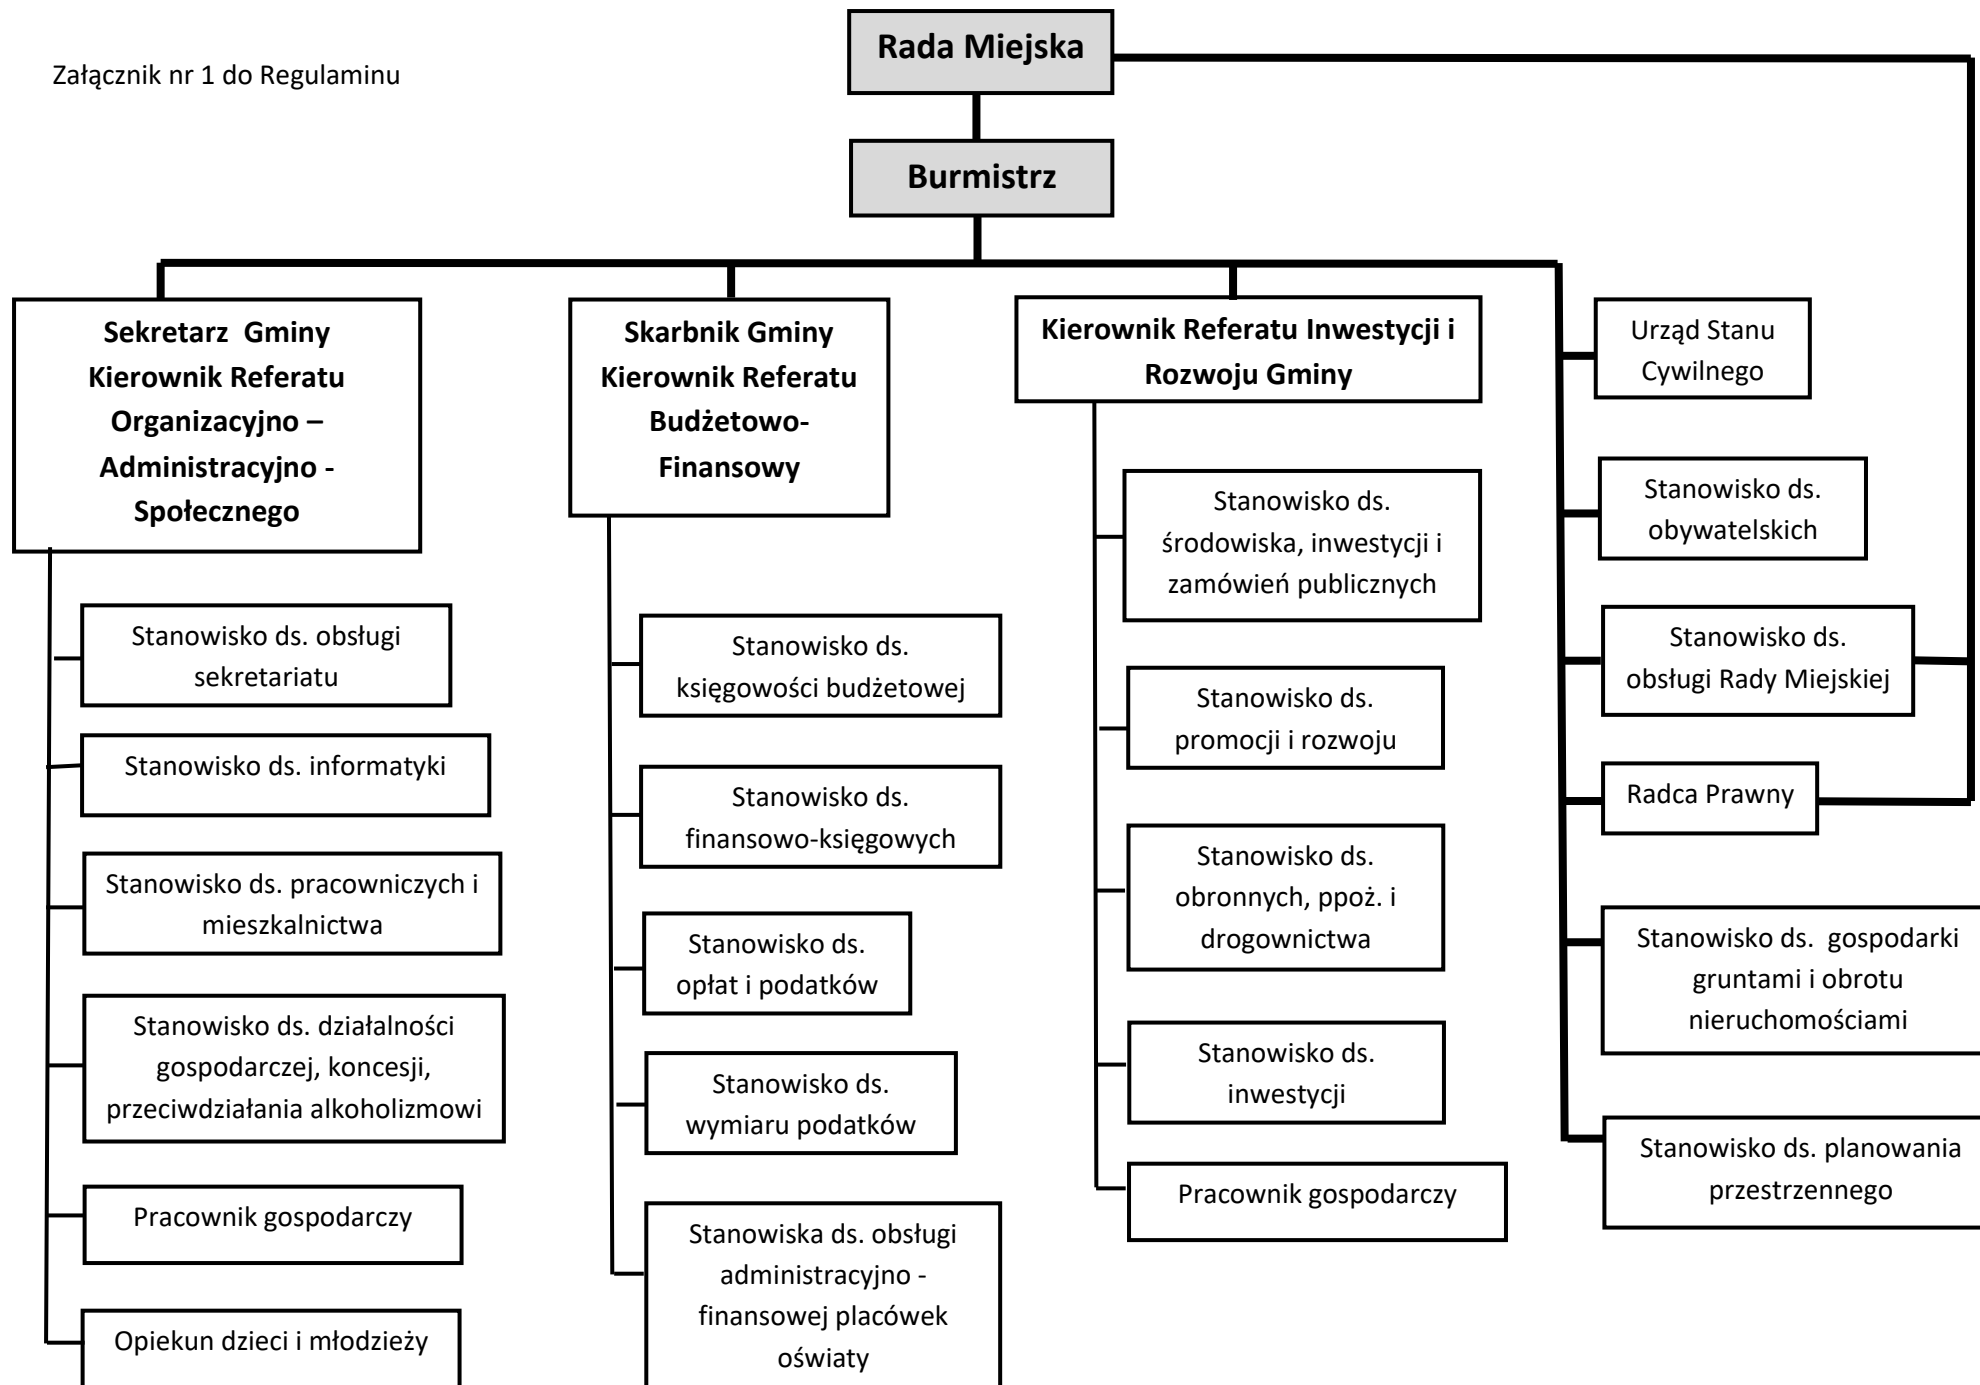 Załącznik nr 1 do Regulaminu
Rada Miejska
Burmistrz
Sekretarz Gminy
Kierownik Referatu
Organizacyjno –
Administracyjno -
Społecznego
Stanowisko ds. obsługi
sekretariatu
Stanowisko ds. informatyki
Stanowisko ds. pracowniczych i
mieszkalnictwa
Stanowisko ds. działalności
gospodarczej, koncesji,
przeciwdziałania alkoholizmowi
Pracownik gospodarczy
Opiekun dzieci i młodzieży
Skarbnik Gminy
Kierownik Referatu
Budżetowo-
Finansowy
Stanowisko ds.
księgowości budżetowej
Stanowisko ds.
finansowo-księgowych
Stanowisko ds.
opłat i podatków
Stanowisko ds.
wymiaru podatków
Stanowiska ds. obsługi
administracyjno -
finansowej placówek
oświaty
Kierownik Referatu Inwestycji i
Rozwoju Gminy
Stanowisko ds.
środowiska, inwestycji i
zamówień publicznych
Stanowisko ds.
promocji i rozwoju
Stanowisko ds.
obronnych, ppoż. i
drogownictwa
Stanowisko ds.
inwestycji
Pracownik gospodarczy
Urząd Stanu
Cywilnego
Stanowisko ds.
obywatelskich
Stanowisko ds.
obsługi Rady Miejskiej
Radca Prawny
Stanowisko ds. gospodarki
gruntami i obrotu
nieruchomościami
Stanowisko ds. planowania
przestrzennego